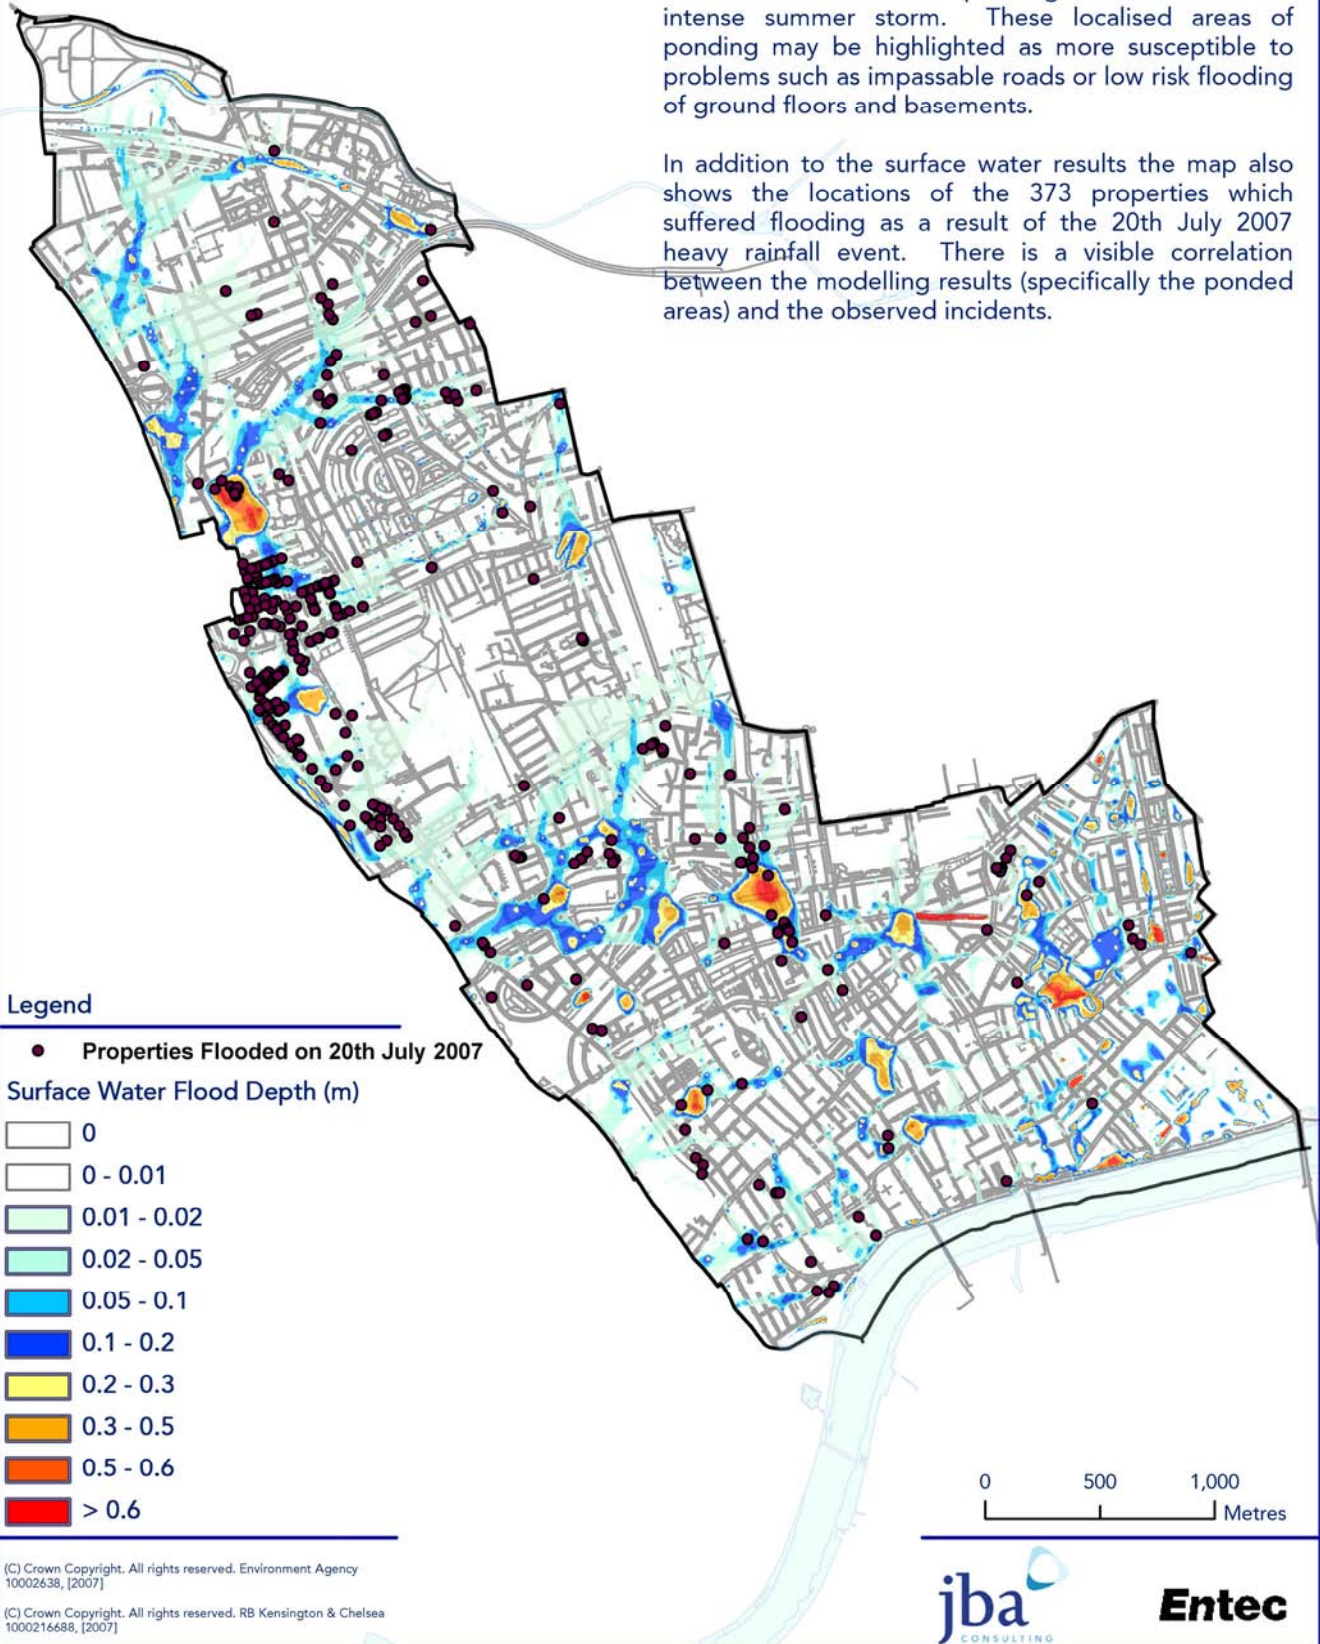 intense summer storm. These localised areas of
ponding may be highlighted as more susceptible to
problems such as impassable roads or low risk flooding
of ground floors and basements.
In addition to the surface water results the map also
shows the locations of the 373 properties which
suffered flooding as a result of the 20th July 2007
heavy rainfall event. There is a visible correlation
between the modelling results (specifically the ponded
areas) and the observed incidents.
Legend
Properties Flooded on 20th July 2007
Surface Water Flood Depth (m)
0
0 - 0.01
0.01 - 0.02
0.02 - 0.05
0.05 - 0.1
0.1 - 0.2
0.2 - 0.3
0.3 - 0.5
0.5 - 0.6
> 0.6
0 500 1,000
Metres
(C) Crown Copyright. All rights reserved. Environment Agency
10002638, [2007]
(C) Crown Copyright. All rights reserved. RB Kensington & Chelsea
1000216688, [2007]
jba
CONSULTING
Entec